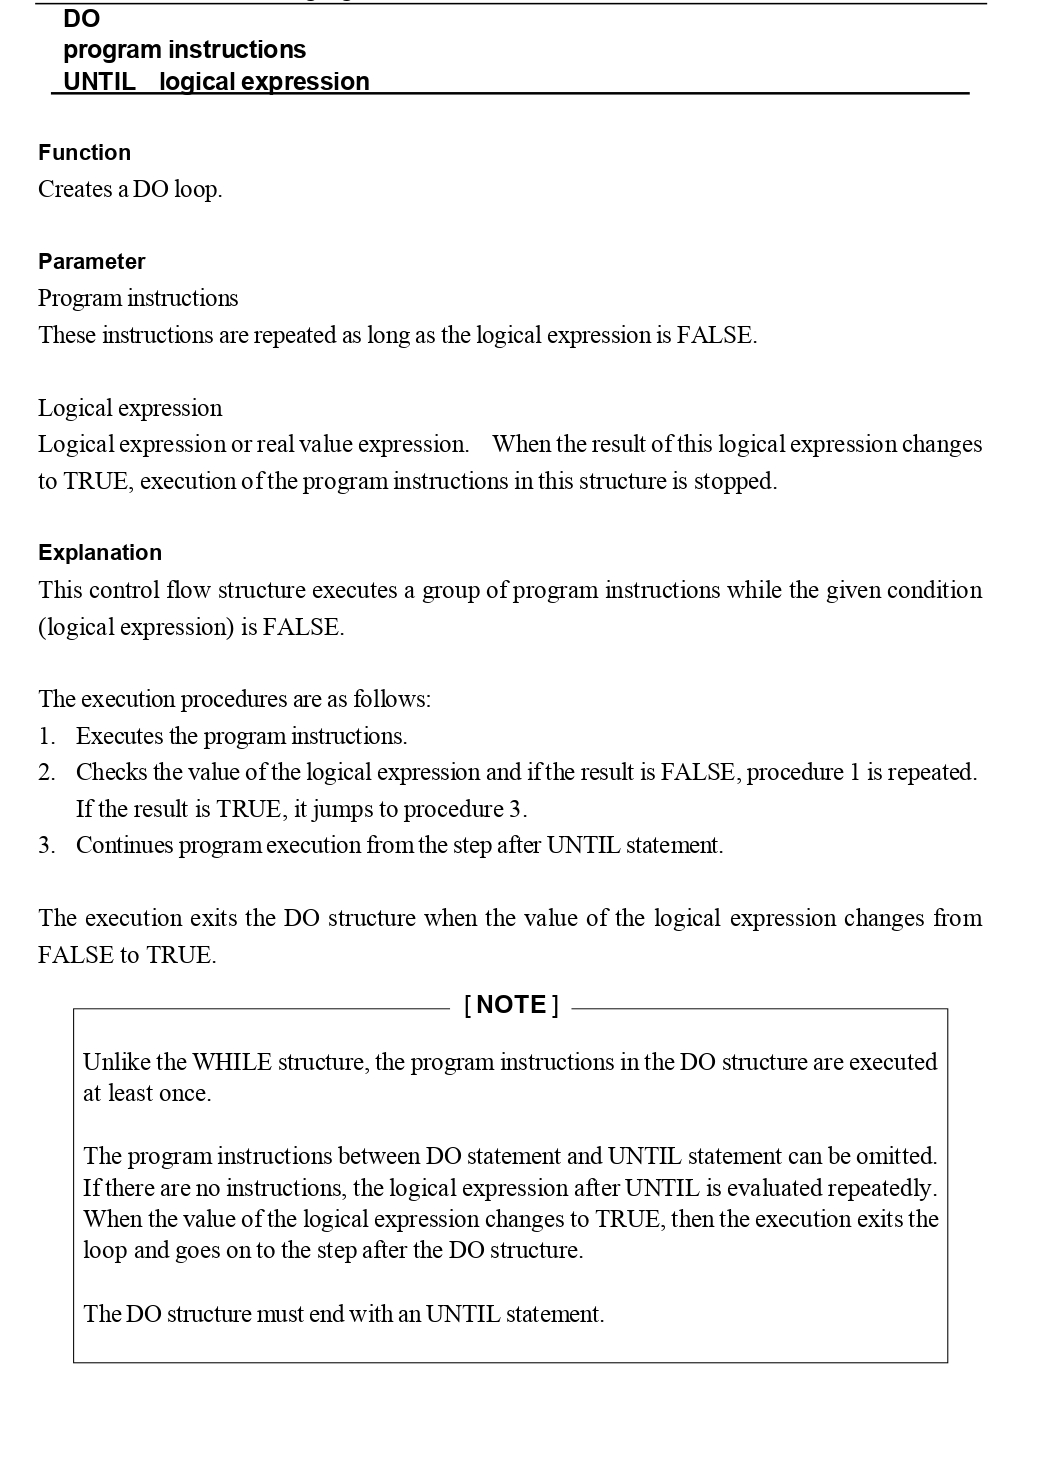 DO
program instructions
UNTIL logical expression
Function
Creates a DO loop.
Parameter
Program instructions
These instructions are repeated as long as the logical expression is FALSE.
Logical expression
Logical expression or real value expression. When the result of this logical expression changes
to TRUE, execution of the program instructions in this structure is stopped.
Explanation
This control flow structure executes a group of program instructions while the given condition
(logical expression) is FALSE.
The execution procedures are as follows:
1. Executes the program instructions.
2. Checks the value of the logical expression and if the result is FALSE, procedure 1 is repeated.
If the result is TRUE, it jumps to procedure 3.
3. Continues program execution from the step after UNTIL statement.
The execution exits the DO structure when the value of the logical expression changes from
FALSE to TRUE.
[ NOTE ]
Unlike the WHILE structure, the program instructions in the DO structure are executed
at least once.
The program instructions between DO statement and UNTIL statement can be omitted.
If there are no instructions, the logical expression after UNTIL is evaluated repeatedly.
When the value of the logical expression changes to TRUE, then the execution exits the
loop and goes on to the step after the DO structure.
The DO structure must end with an UNTIL statement.